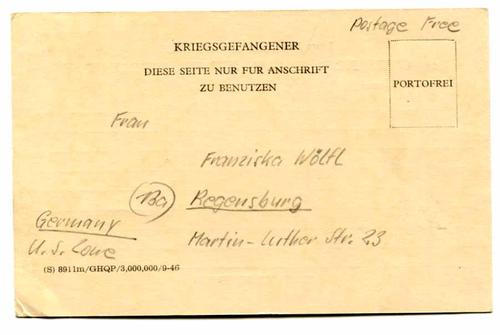 Postage Free
KRIEGSGEFANGENER
DIESE SEITE NUR FUR ANSCHRIFT
ZU BENUTZEN
PORTOFREI
Frau
Franziska Wölfl
Ba Regensburg
Martin-Luther Str. 23
Germany
U.S. Zone
(S) 8911m/GHQP/3,000,000/9-46